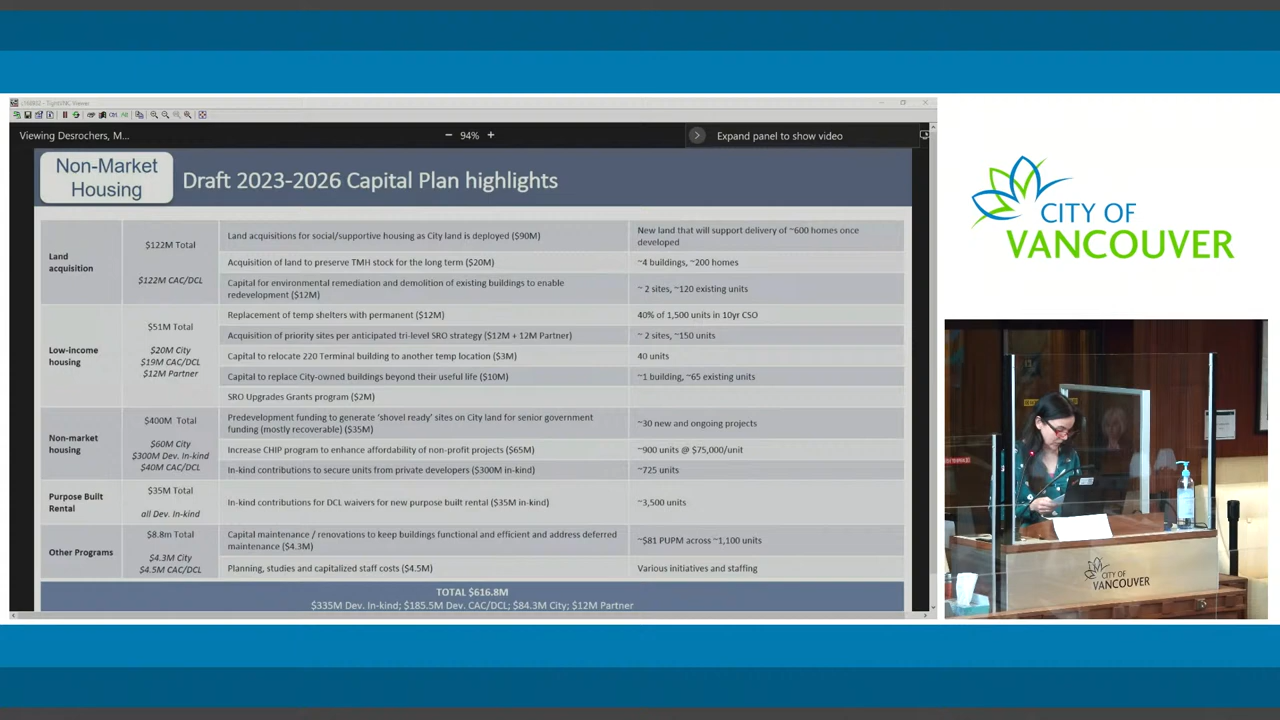 Viewing Desrochers, M...
94%
Expand panel to show video
Non-Market
Housing
Draft 2023-2026 Capital Plan highlights
Land
acquisition
$122M Total
$122M CAC/DCL
Land acquisitions for social/supportive housing as City land is deployed ($90M)
New land that will support delivery of ~600 homes once
developed
Acquisition of land to preserve TMH stock for the long term ($20M)
~4 buildings, ~200 homes
Capital for environmental remediation and demolition of existing buildings to enable
redevelopment ($12M)
~ 2 sites, ~120 existing units
Low-income
housing
$51M Total
$20M City
$19M CAC/DCL
$12M Partner
Replacement of temp shelters with permanent ($12M)
40% of 1,500 units in 10yr CSO
Acquisition of priority sites per anticipated tri-level SRO strategy ($12M + 12M Partner)
~ 2 sites, ~150 units
Capital to relocate 220 Terminal building to another temp location ($3M)
40 units
Capital to replace City-owned buildings beyond their useful life ($10M)
~1 building, ~65 existing units
SRO Upgrades Grants program ($2M)
Non-market
housing
$400M Total
$60M City
$300M Dev. In-kind
$40M CAC/DCL
Predevelopment funding to generate 'shovel ready' sites on City land for senior government
funding (mostly recoverable) ($35M)
~30 new and ongoing projects
Increase CHIP program to enhance affordability of non-profit projects ($65M)
~900 units @ $75,000/unit
In-kind contributions to secure units from private developers ($300M in-kind)
~725 units
Purpose Built
Rental
$35M Total
all Dev. In-kind
In-kind contributions for DCL waivers for new purpose built rental ($35M in-kind)
~3,500 units
Other Programs
$8.8m Total
$4.3M City
$4.5M CAC/DCL
Capital maintenance / renovations to keep buildings functional and efficient and address deferred
maintenance ($4.3M)
~$81 PUPM across ~1,100 units
Planning, studies and capitalized staff costs ($4.5M)
Various initiatives and staffing
TOTAL $616.8M
$335M Dev. In-kind; $185.5M Dev. CAC/DCL; $84.3M City; $12M Partner
CITY OF
VANCOUVER
CITY OF
VANCOUVER